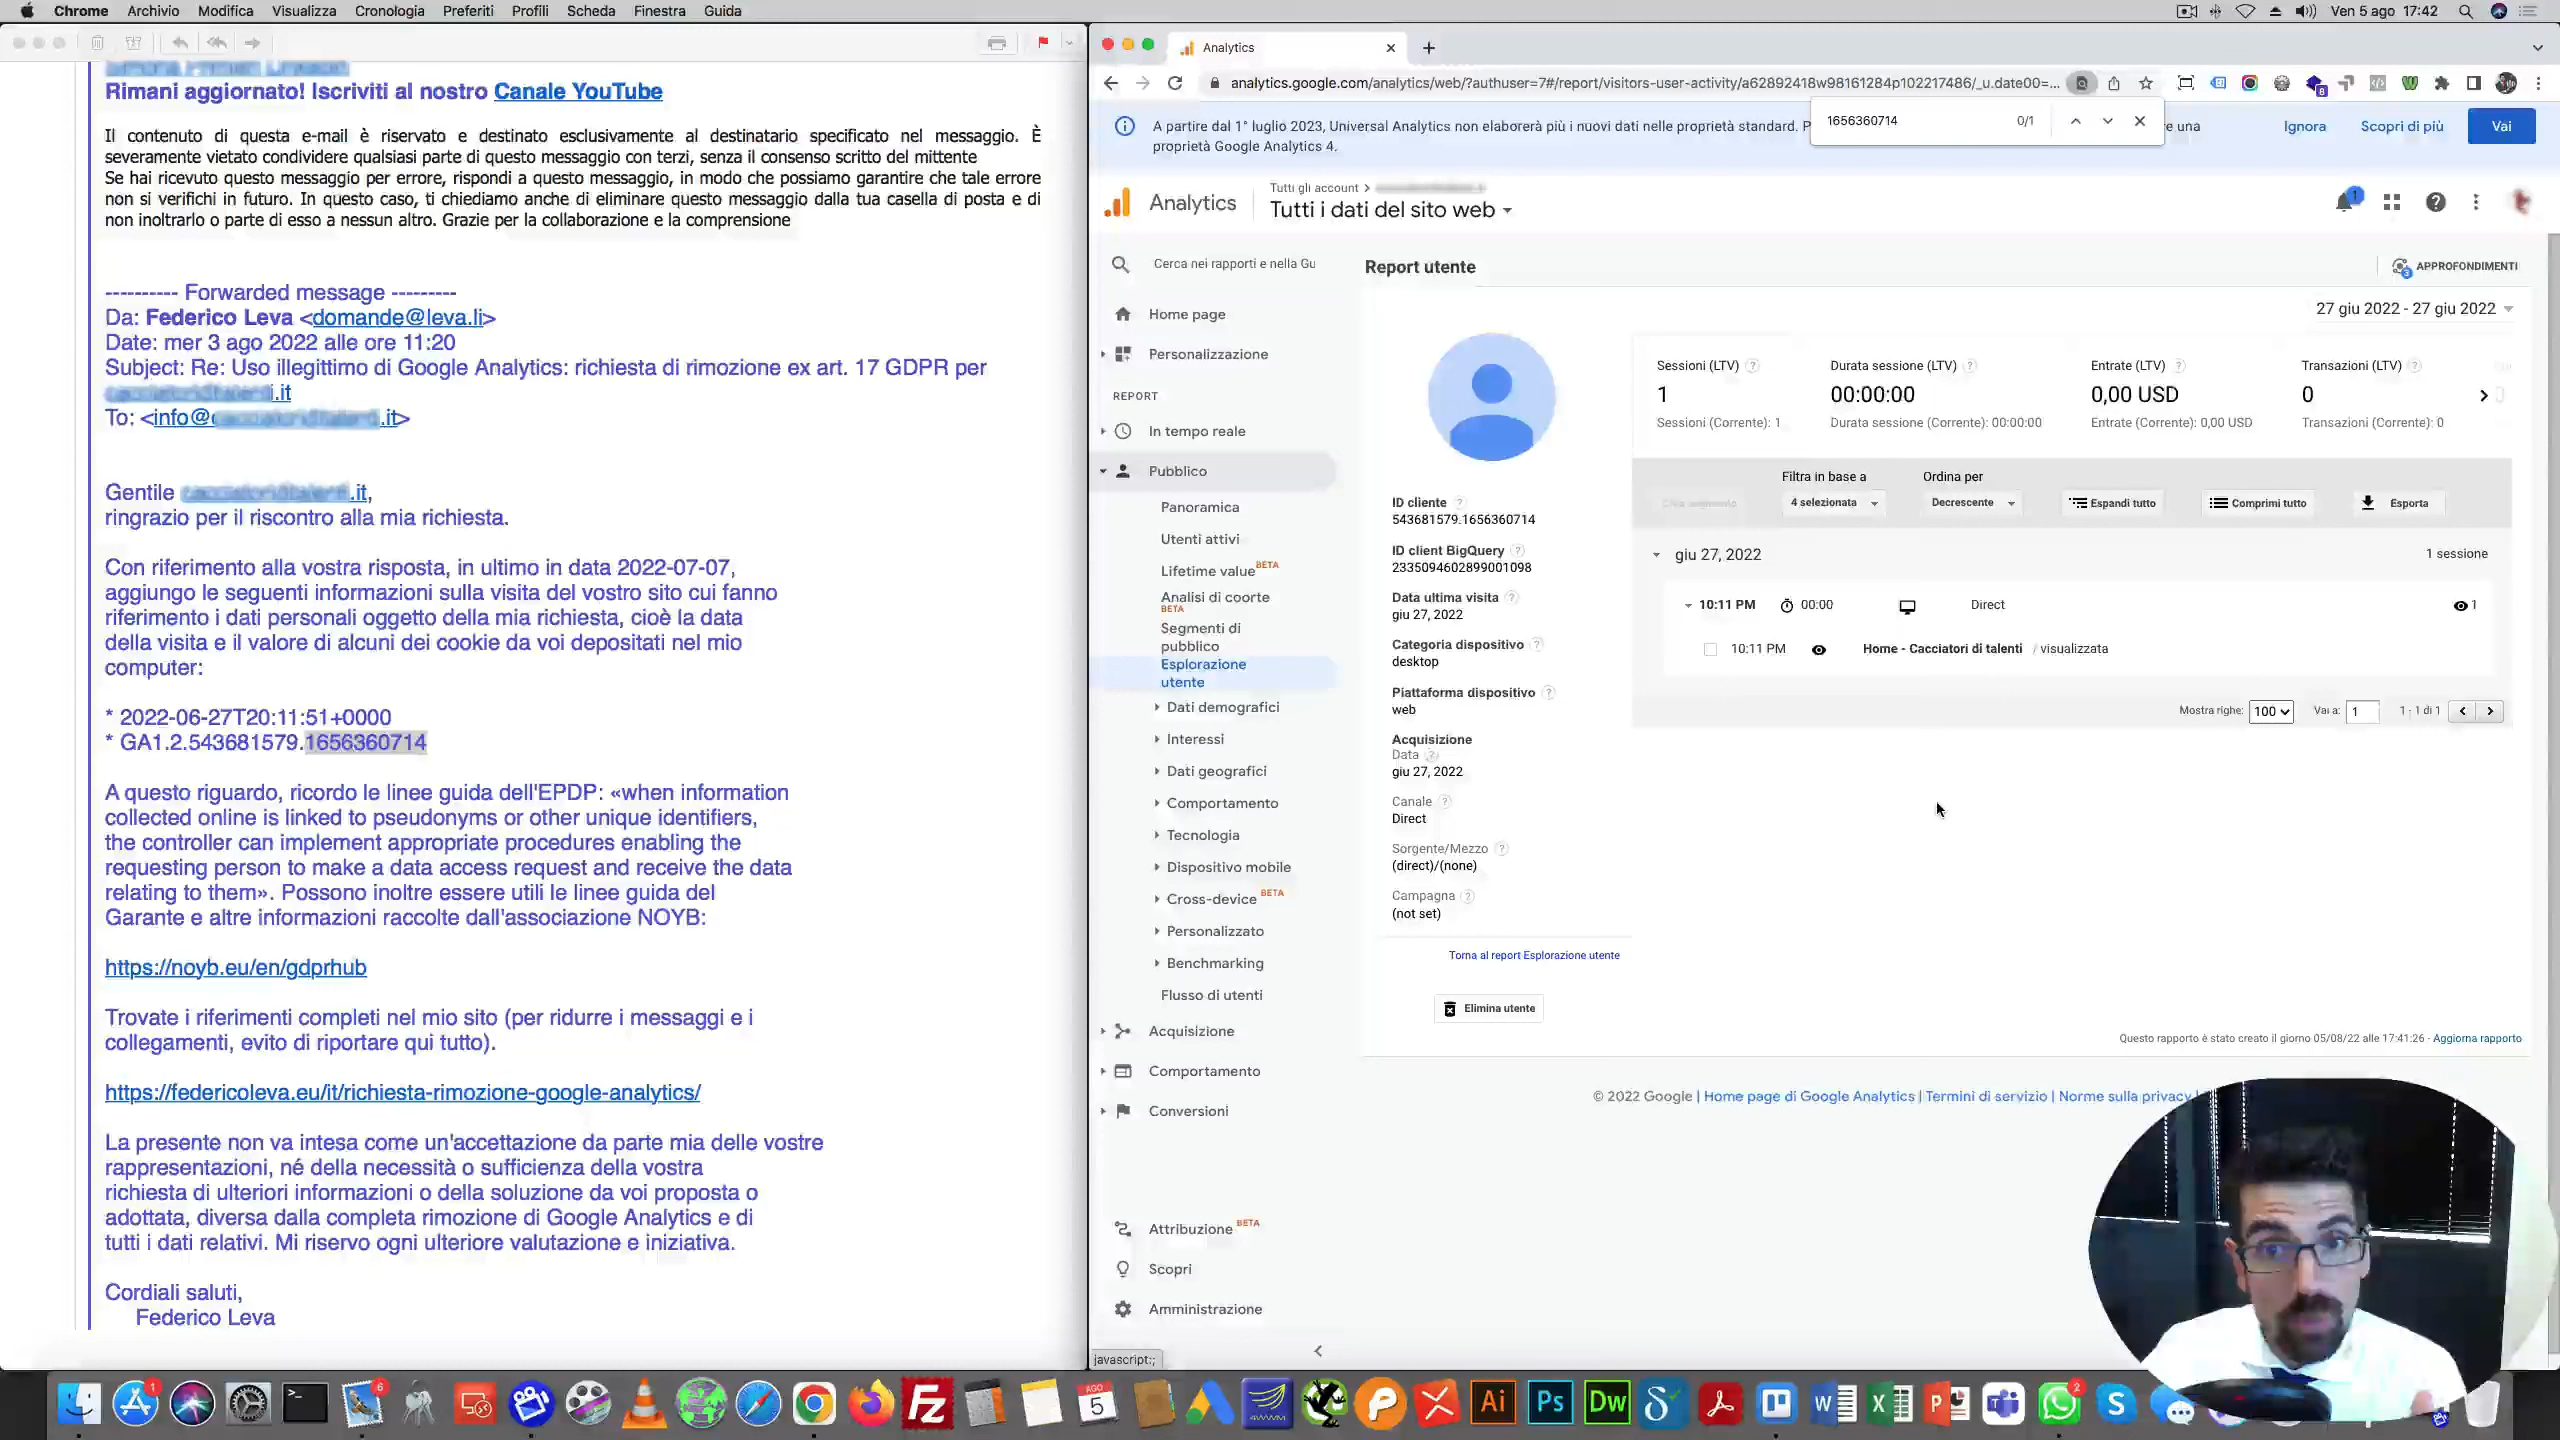 Chrome Archivio Modifica Visualizza Cronologia Preferiti Profili Scheda Finestra Guida
Ven 5 ago 17:42
Rimani aggiornato! Iscriviti al nostro Canale YouTube
Il contenuto di questa e-mail è riservato e destinato esclusivamente al destinatario specificato nel messaggio. È
severamente vietato condividere qualsiasi parte di questo messaggio con terzi, senza il consenso scritto del mittente
Se hai ricevuto questo messaggio per errore, rispondi a questo messaggio, in modo che possiamo garantire che tale errore
non si verifichi in futuro. In questo caso, ti chiediamo anche di eliminare questo messaggio dalla tua casella di posta e di
non inoltrarlo o parte di esso a nessun altro. Grazie per la collaborazione e la comprensione
---------- Forwarded message ---------
Da: Federico Leva <domande@leva.li>
Date: mer 3 ago 2022 alle ore 11:20
Subject: Re: Uso illegittimo di Google Analytics: richiesta di rimozione ex art. 17 GDPR per
i.it
To: <info@ .it>
Gentile .it,
ringrazio per il riscontro alla mia richiesta.
Con riferimento alla vostra risposta, in ultimo in data 2022-07-07,
aggiungo le seguenti informazioni sulla visita del vostro sito cui fanno
riferimento i dati personali oggetto della mia richiesta, cioè la data
della visita e il valore di alcuni dei cookie da voi depositati nel mio
computer:
* 2022-06-27T20:11:51+0000
* GA1.2.543681579.1656360714
A questo riguardo, ricordo le linee guida dell'EPDP: «when information
collected online is linked to pseudonyms or other unique identifiers,
the controller can implement appropriate procedures enabling the
requesting person to make a data access request and receive the data
relating to them». Possono inoltre essere utili le linee guida del
Garante e altre informazioni raccolte dall'associazione NOYB:
https://noyb.eu/en/gdprhub
Trovate i riferimenti completi nel mio sito (per ridurre i messaggi e i
collegamenti, evito di riportare qui tutto).
https://federicoleva.eu/it/richiesta-rimozione-google-analytics/
La presente non va intesa come un'accettazione da parte mia delle vostre
rappresentazioni, né della necessità o sufficienza della vostra
richiesta di ulteriori informazioni o della soluzione da voi proposta o
adottata, diversa dalla completa rimozione di Google Analytics e di
tutti i dati relativi. Mi riservo ogni ulteriore valutazione e iniziativa.
Cordiali saluti,
Federico Leva
Analytics
analytics.google.com/analytics/web/?authuser=7#/report/visitors-user-activity/a62892418w98161284p102217486/_u.date00=...
8
1656360714 0/1
A partire dal 1° luglio 2023, Universal Analytics non elaborerà più i nuovi dati nelle proprietà standard. P re una
proprietà Google Analytics 4.
Ignora Scopri di più Vai
Analytics
Tutti gli account >
Tutti i dati del sito web
1
Cerca nei rapporti e nella Gu
Home page
Personalizzazione
REPORT
In tempo reale
Pubblico
Panoramica
Utenti attivi
Lifetime value BETA
Analisi di coorte
BETA
Segmenti di
pubblico
Esplorazione
utente
Dati demografici
Interessi
Dati geografici
Comportamento
Tecnologia
Dispositivo mobile
Cross-device BETA
Personalizzato
Benchmarking
Flusso di utenti
Acquisizione
Comportamento
Conversioni
Attribuzione BETA
Scopri
Amministrazione
javascript:;
Report utente
3 APPROFONDIMENTI
27 giu 2022 - 27 giu 2022
Sessioni (LTV) Durata sessione (LTV) Entrate (LTV) Transazioni (LTV)
1 00:00:00 0,00 USD 0
Sessioni (Corrente): 1 Durata sessione (Corrente): 00:00:00 Entrate (Corrente): 0,00 USD Transazioni (Corrente): 0
Filtra in base a Ordina per
4 selezionata Decrescente Espandi tutto Comprimi tutto Esporta
giu 27, 2022 1 sessione
10:11 PM 00:00 Direct 1
10:11 PM Home - Cacciatori di talenti / visualizzata
Mostra righe: 100 Vai a: 1 1 - 1 di 1
ID cliente
543681579.1656360714
ID client BigQuery
2335094602899001098
Data ultima visita
giu 27, 2022
Categoria dispositivo
desktop
Piattaforma dispositivo
web
Acquisizione
Data
giu 27, 2022
Canale
Direct
Sorgente/Mezzo
(direct)/(none)
Campagna
(not set)
Torna al report Esplorazione utente
Elimina utente
Questo rapporto è stato creato il giorno 05/08/22 alle 17:41:26 - Aggiorna rapporto
© 2022 Google | Home page di Google Analytics | Termini di servizio | Norme sulla privacy
1 6 AGO 5 4WMM Ai Ps Dw 2